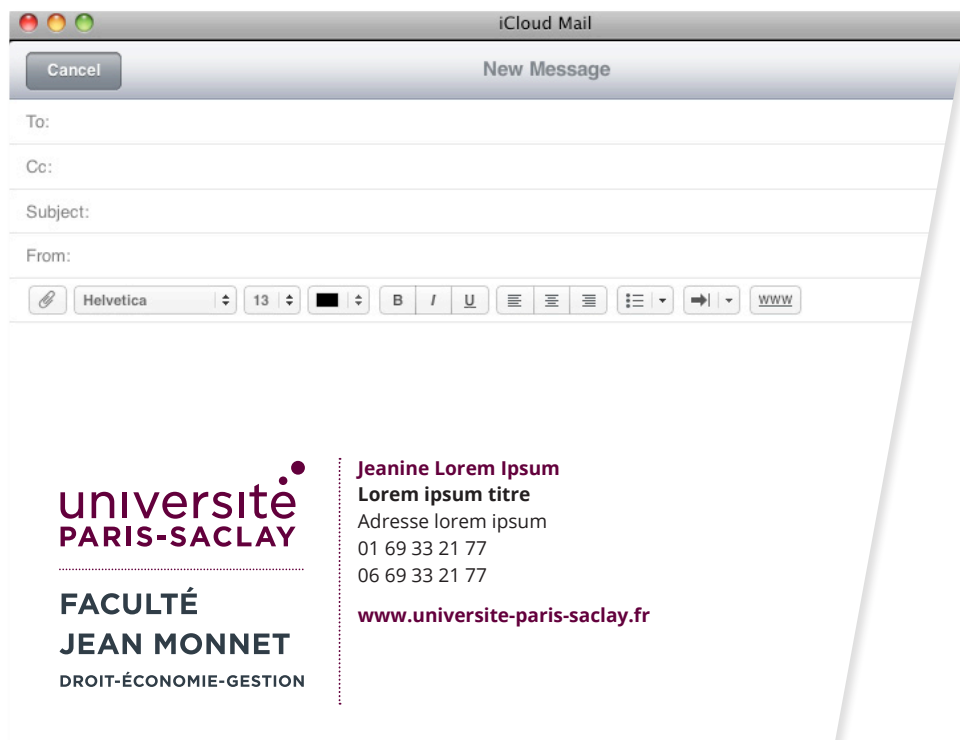 iCloud Mail
Cancel
New Message
To:
Cc:
Subject:
From:
Helvetica 13 B I U www
université
PARIS-SACLAY
FACULTÉ
JEAN MONNET
DROIT-ÉCONOMIE-GESTION
Jeanine Lorem Ipsum
Lorem ipsum titre
Adresse lorem ipsum
01 69 33 21 77
06 69 33 21 77
www.universite-paris-saclay.fr